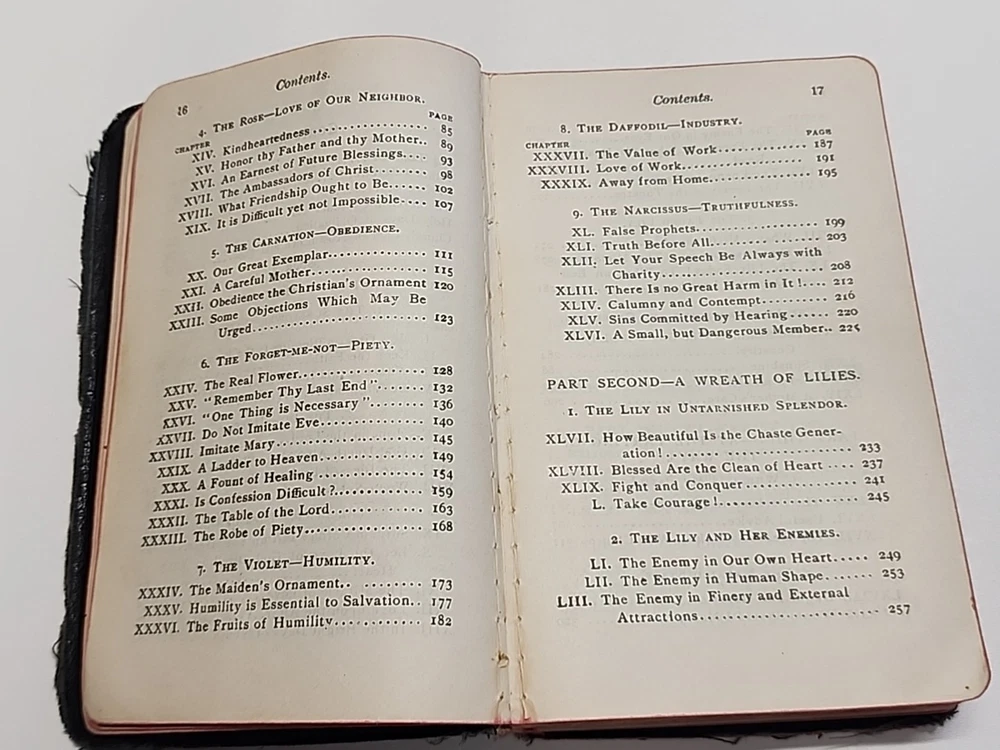 16
Contents.
4. The Rose—Love of Our Neighbor.
CHAPTER PAGE
XIV. Kindheartedness................ 85
XV. Honor thy Father and thy Mother.. 89
XVI. An Earnest of Future Blessings.... 93
XVII. The Ambassadors of Christ........ 98
XVIII. What Friendship Ought to Be...... 102
XIX. It is Difficult yet not Impossible.... 107
5. The Carnation—Obedience.
XX. Our Great Exemplar............... 111
XXI. A Careful Mother................. 115
XXII. Obedience the Christian's Ornament 120
XXIII. Some Objections Which May Be
Urged......................... 123
6. The Forget-me-not—Piety.
XXIV. The Real Flower.................. 128
XXV. "Remember Thy Last End"....... 132
XXVI. "One Thing is Necessary"........ 136
XXVII. Do Not Imitate Eve............... 140
XXVIII. Imitate Mary..................... 145
XXIX. A Ladder to Heaven.............. 149
XXX. A Fount of Healing............... 154
XXXI. Is Confession Difficult?............ 159
XXXII. The Table of the Lord............. 163
XXXIII. The Robe of Piety................ 168
7. The Violet—Humility.
XXXIV. The Maiden's Ornament.......... 173
XXXV. Humility is Essential to Salvation.. 177
XXXVI. The Fruits of Humility............ 182
Contents.
17
8. The Daffodil—Industry.
CHAPTER PAGE
XXXVII. The Value of Work............... 187
XXXVIII. Love of Work.................... 191
XXXIX. Away from Home................. 195
9. The Narcissus—Truthfulness.
XL. False Prophets.................... 199
XLI. Truth Before All.................. 203
XLII. Let Your Speech Be Always with
Charity........................ 208
XLIII. There Is no Great Harm in It!.... 212
XLIV. Calumny and Contempt.......... 216
XLV. Sins Committed by Hearing...... 220
XLVI. A Small, but Dangerous Member.. 225
PART SECOND—A WREATH OF LILIES.
1. The Lily in Untarnished Splendor.
XLVII. How Beautiful Is the Chaste Gener-
ation!......................... 233
XLVIII. Blessed Are the Clean of Heart.... 237
XLIX. Fight and Conquer................ 241
L. Take Courage!................... 245
2. The Lily and Her Enemies.
LI. The Enemy in Our Own Heart..... 249
LII. The Enemy in Human Shape....... 253
LIII. The Enemy in Finery and External
Attractions..................... 257